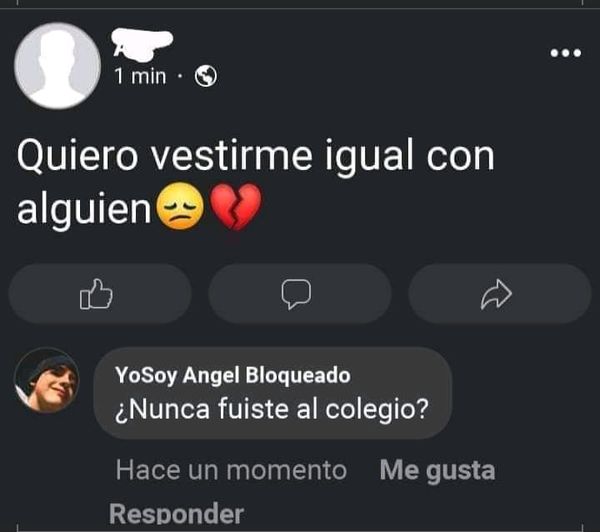 1 min ·
Quiero vestirme igual con
alguien😞💔
YoSoy Angel Bloqueado
¿Nunca fuiste al colegio?
Hace un momento Me gusta
Responder